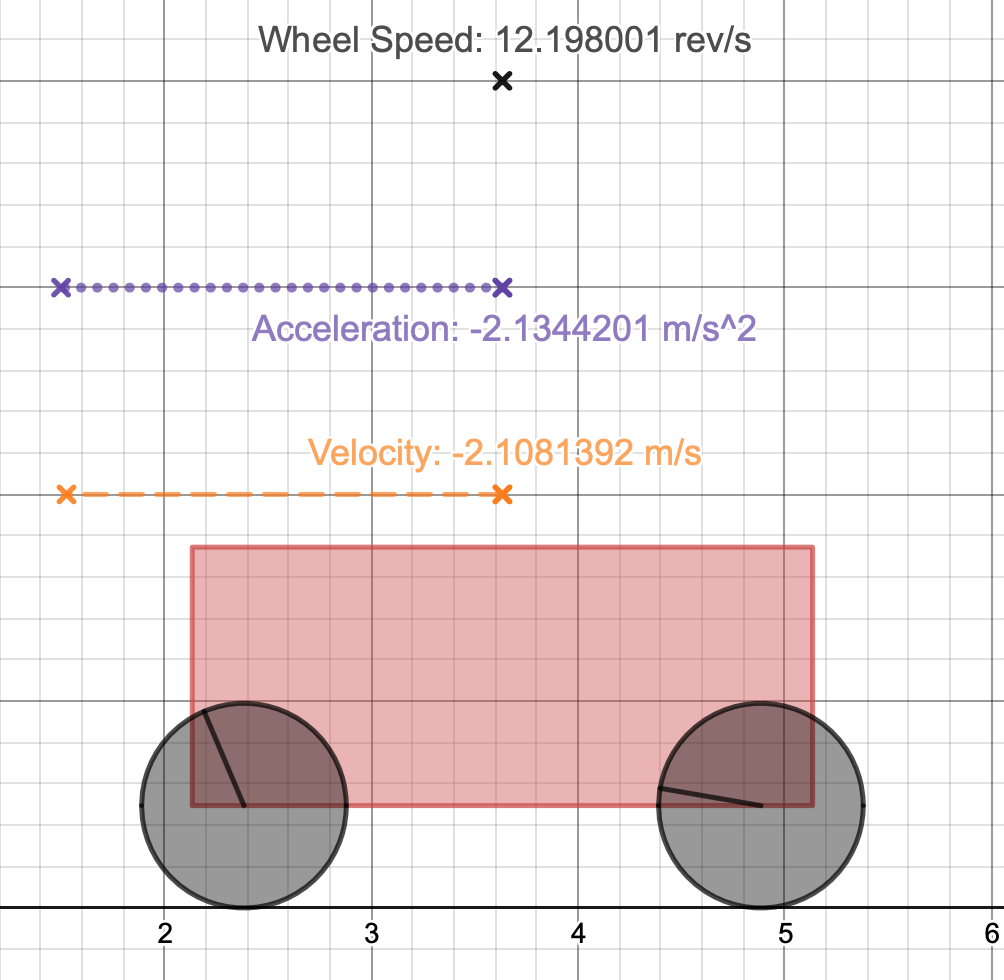 Wheel Speed: 12.198001 rev/s
Acceleration: -2.1344201 m/s^2
Velocity: -2.1081392 m/s
2 3 4 5 6